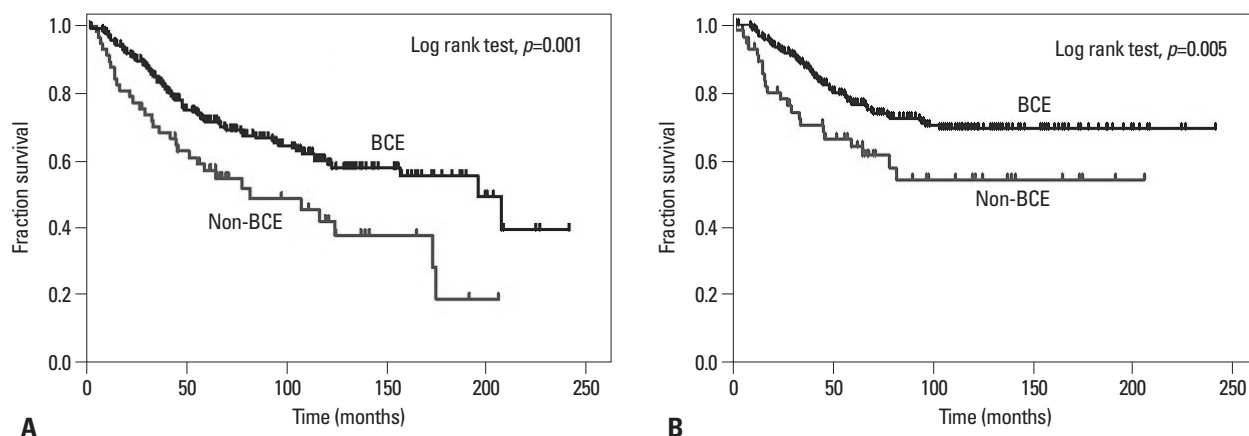 1.0
0.8
0.6
0.4
0.2
0.0
Fraction survival
Log rank test, p=0.001
BCE
Non-BCE
0 50 100 150 200 250
Time (months)
A
1.0
0.8
0.6
0.4
0.2
0.0
Fraction survival
Log rank test, p=0.005
BCE
Non-BCE
0 50 100 150 200 250
Time (months)
B